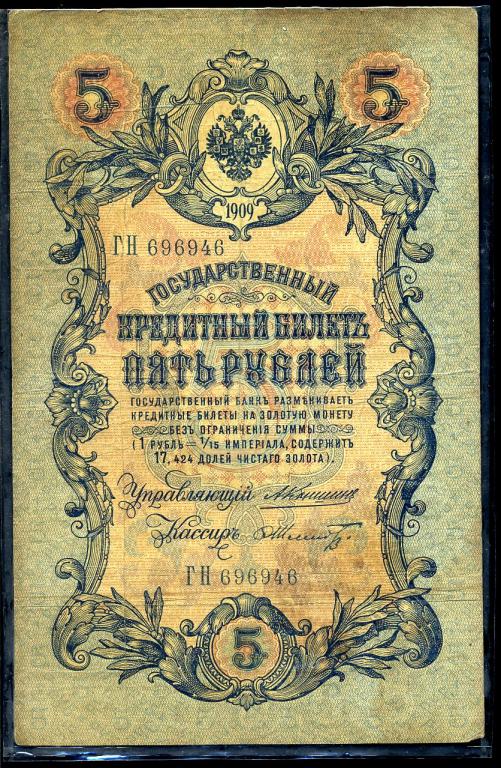 5 5
1909
ГН 696946
ГОСУДАРСТВЕННЫЙ
КРЕДИТНЫЙ БИЛЕТЪ
ПЯТЬ РУБЛЕЙ
ГОСУДАРСТВЕННЫЙ БАНКЪ РАЗМѢНИВАЕТЪ
КРЕДИТНЫЕ БИЛЕТЫ НА ЗОЛОТУЮ МОНЕТУ
БЕЗЪ ОГРАНИЧЕНІЯ СУММЫ
(1 РУБЛЬ = 1/15 ИМПЕРІАЛА, СОДЕРЖИТЪ
17,424 ДОЛЕЙ ЧИСТАГО ЗОЛОТА).
Управляющій
Кассиръ
ГН 696946
5